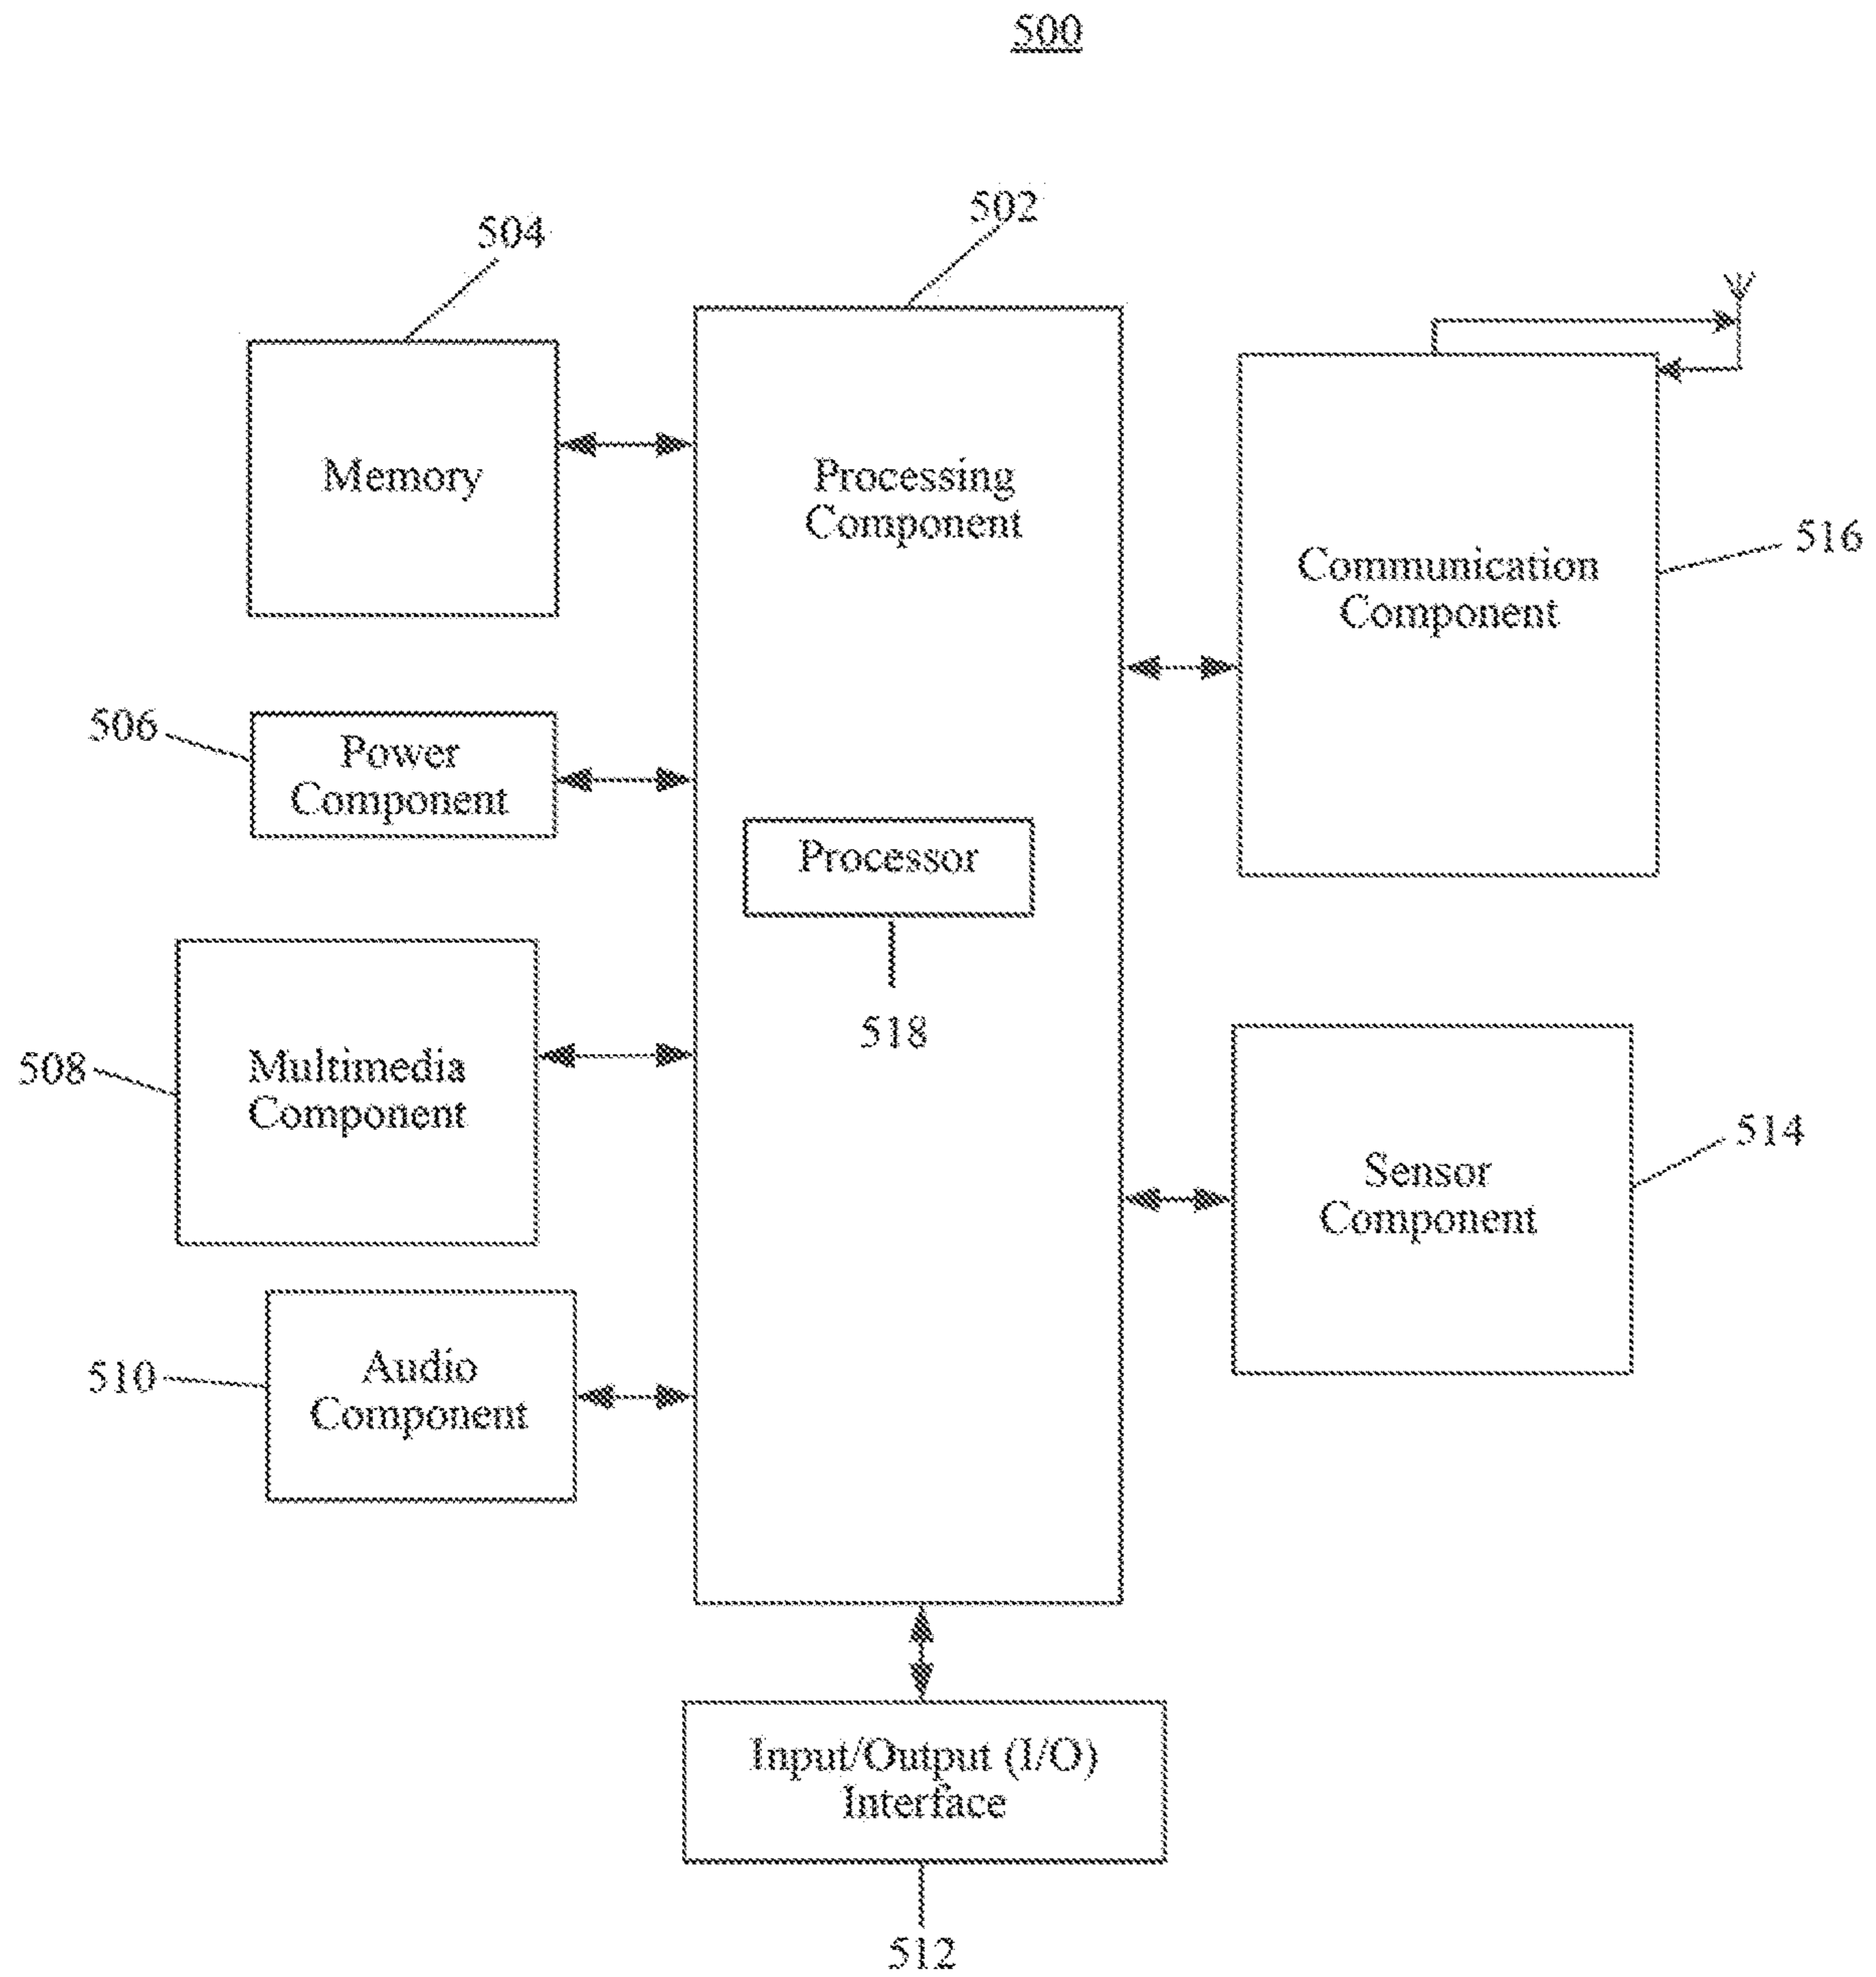 500
502
504
Memory
Processing
Component
516
Communication
Component
506
Power
Component
Processor
518
508
Multimedia
Component
514
Sensor
Component
510
Audio
Component
Input/Output (I/O)
Interface
512